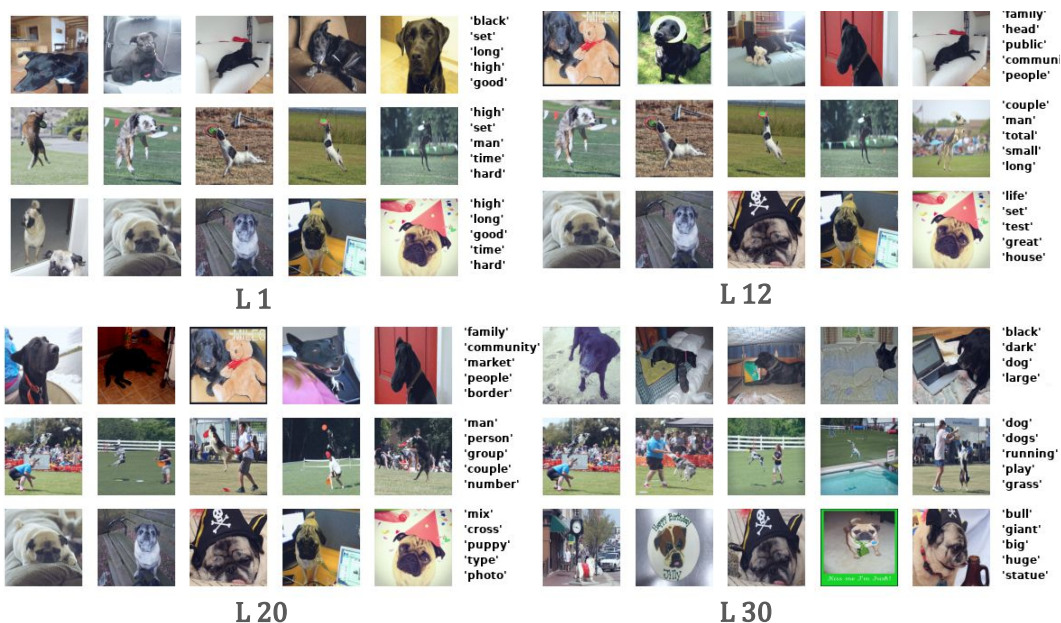 'black'
'set'
'long'
'high'
'good'
'high'
'set'
'man'
'time'
'hard'
'high'
'long'
'good'
'time'
'hard'
L 1
'family'
'head'
'public'
'communi
'people'
'couple'
'man'
'total'
'small'
'long'
'life'
'set'
'test'
'great'
'house'
L 12
'family'
'community'
'market'
'people'
'border'
'man'
'person'
'group'
'couple'
'number'
'mix'
'cross'
'puppy'
'type'
'photo'
L 20
'black'
'dark'
'dog'
'large'
'dog'
'dogs'
'running'
'play'
'grass'
Happy Birthday
'bull'
'giant'
'big'
'huge'
'statue'
L 30